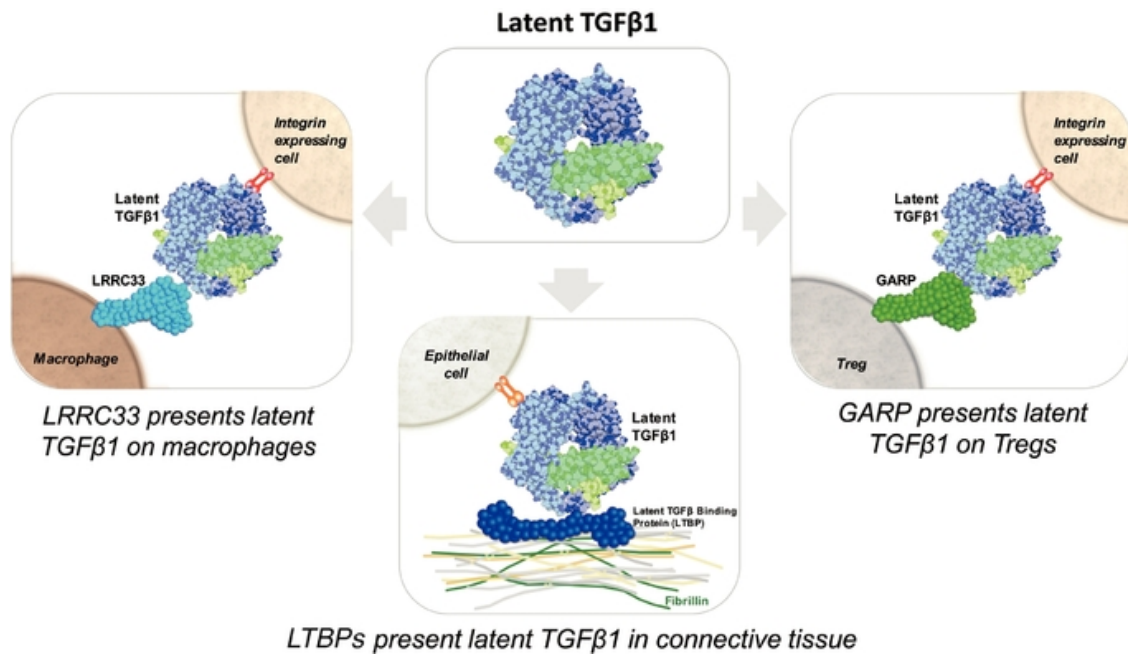 Latent TGFβ1
Integrin
expressing
cell
Latent
TGFβ1
LRRC33
Macrophage
LRRC33 presents latent
TGFβ1 on macrophages
Integrin
expressing
cell
Latent
TGFβ1
GARP
Treg
GARP presents latent
TGFβ1 on Tregs
Epithelial
cell
Latent
TGFβ1
Latent TGFβ Binding
Protein (LTBP)
Fibrillin
LTBPs present latent TGFβ1 in connective tissue